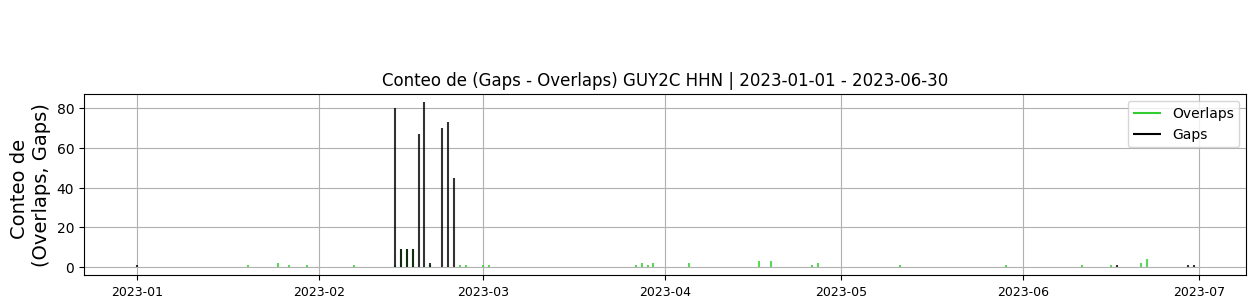 Conteo de (Gaps - Overlaps) GUY2C HHN | 2023-01-01 - 2023-06-30
Conteo de
(Overlaps, Gaps)
80
60
40
20
0
Overlaps
Gaps
2023-01
2023-02
2023-03
2023-04
2023-05
2023-06
2023-07